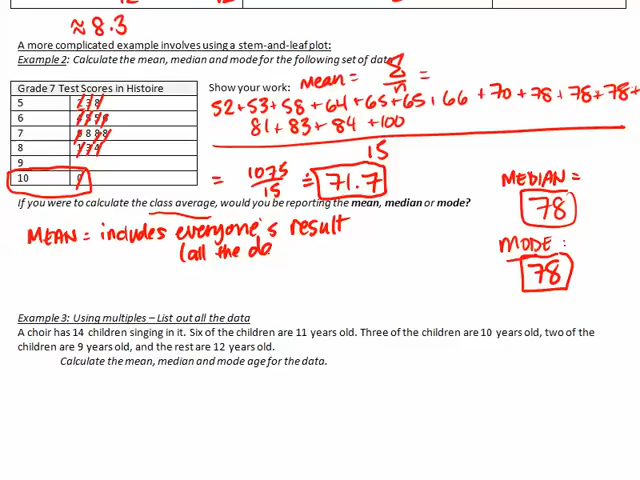 ≈ 8.3
A more complicated example involves using a stem-and-leaf plot:
Example 2: Calculate the mean, median and mode for the following set of data
Grade 7 Test Scores in Histoire
5 2 3 8
6
7 8 8 8
8 1 3 4
9
10 0
Show your work: mean = Σ/n =
52+53+58+64+65+65+66+70+78+78+78+
81+83+84+100
15
= 1075/15 = 71.7
MEDIAN =
78
MODE:
78
If you were to calculate the class average, would you be reporting the mean, median or mode?
MEAN = includes everyone's result
(all the da
Example 3: Using multiples – List out all the data
A choir has 14 children singing in it. Six of the children are 11 years old. Three of the children are 10 years old, two of the
children are 9 years old, and the rest are 12 years old.
Calculate the mean, median and mode age for the data.